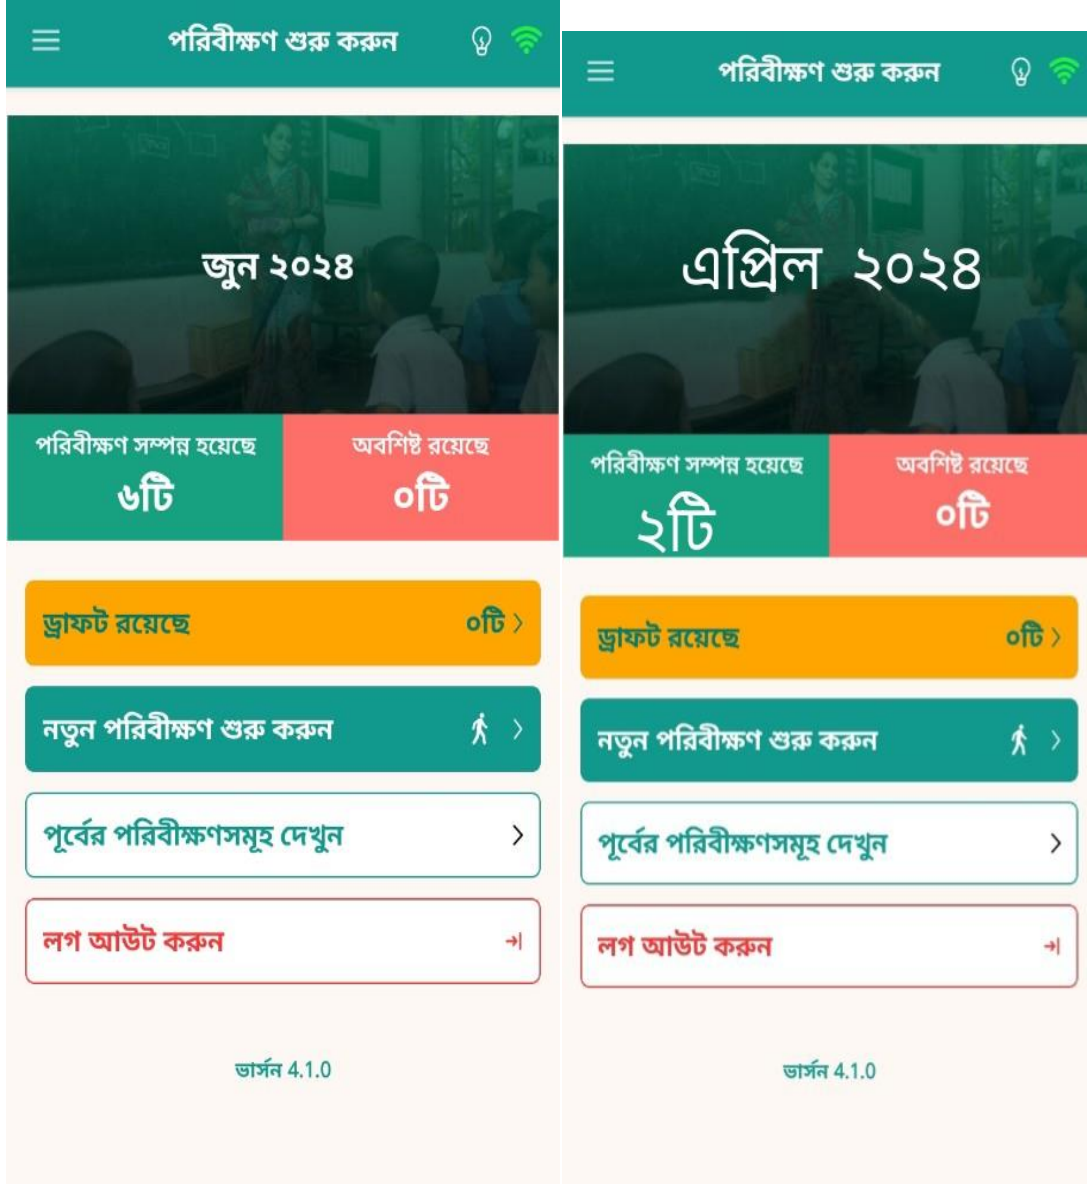 পরিবীক্ষণ শুরু করুন
জুন ২০২৪
পরিবীক্ষণ সম্পন্ন হয়েছে
৬টি
অবশিষ্ট রয়েছে
০টি
ড্রাফট রয়েছে ০টি
নতুন পরিবীক্ষণ শুরু করুন
পূর্বের পরিবীক্ষণসমূহ দেখুন
লগ আউট করুন
ভার্সন 4.1.0
পরিবীক্ষণ শুরু করুন
এপ্রিল ২০২৪
পরিবীক্ষণ সম্পন্ন হয়েছে
২টি
অবশিষ্ট রয়েছে
০টি
ড্রাফট রয়েছে ০টি
নতুন পরিবীক্ষণ শুরু করুন
পূর্বের পরিবীক্ষণসমূহ দেখুন
লগ আউট করুন
ভার্সন 4.1.0